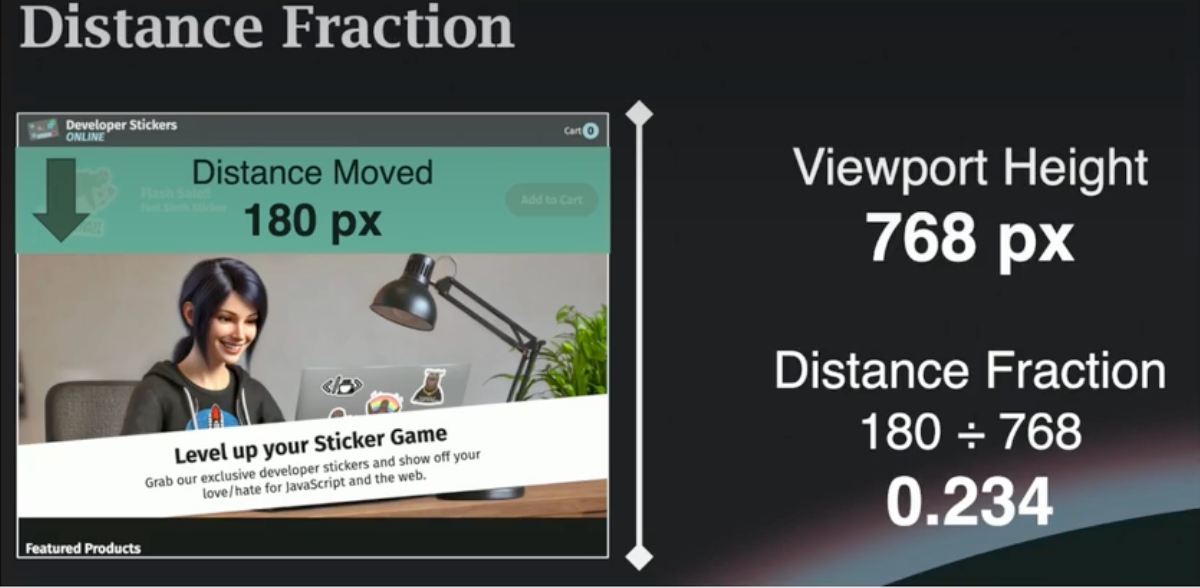 Distance Fraction
Developer Stickers
ONLINE
Cart 0
Distance Moved
180 px
Flash Sale!!
Add to Cart
Level up your Sticker Game
Grab our exclusive developer stickers and show off your
love/hate for JavaScript and the web.
Featured Products
Viewport Height
768 px
Distance Fraction
180 ÷ 768
0.234